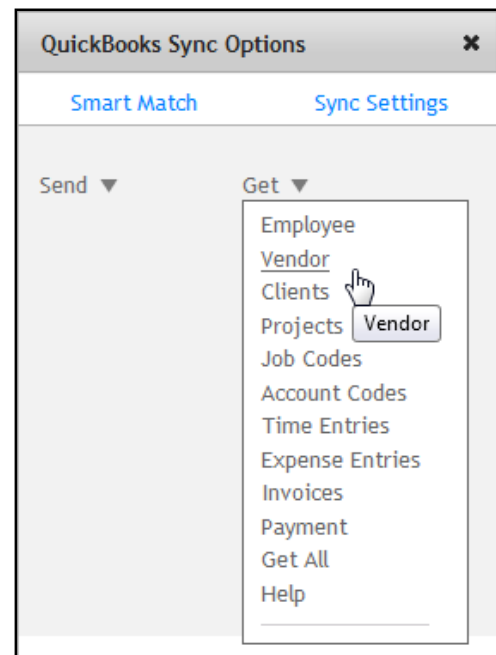 QuickBooks Sync Options ✖
Smart Match Sync Settings
Send ▼ Get ▼
Employee
Vendor
Clients
Projects Vendor
Job Codes
Account Codes
Time Entries
Expense Entries
Invoices
Payment
Get All
Help